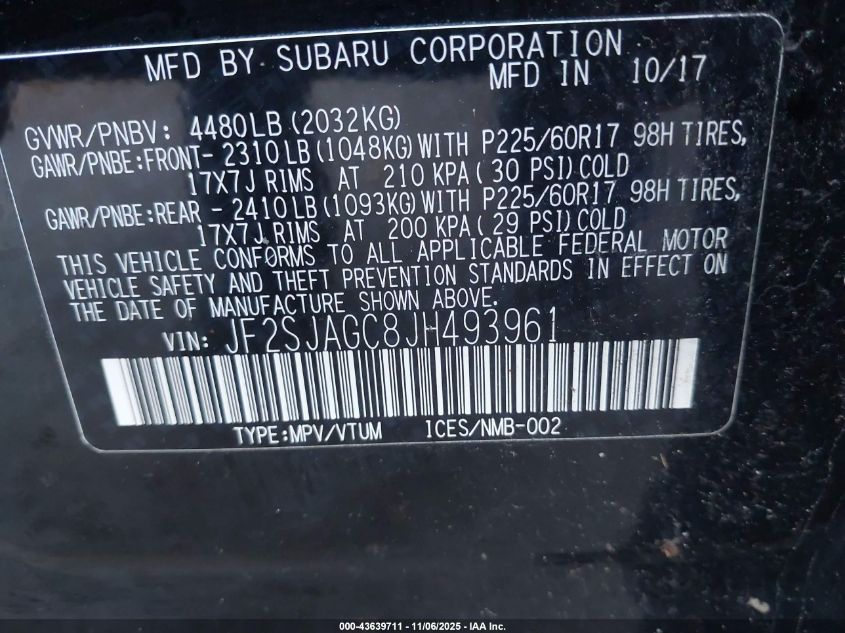 MFD BY SUBARU CORPORATION
MFD IN 10/17
GVWR/PNBV: 4480LB (2032KG)
GAWR/PNBE:FRONT- 2310LB (1048KG) WITH P225/60R17 98H TIRES,
17X7J RIMS AT 210 KPA (30 PSI) COLD
GAWR/PNBE:REAR - 2410LB (1093KG) WITH P225/60R17 98H TIRES,
17X7J RIMS AT 200 KPA (29 PSI) COLD
THIS VEHICLE CONFORMS TO ALL APPLICABLE FEDERAL MOTOR
VEHICLE SAFETY AND THEFT PREVENTION STANDARDS IN EFFECT ON
THE DATE OF MANUFACTURE SHOWN ABOVE.
VIN: JF2SJAGC8JH493961
TYPE:MPV/VTUM ICES/NMB-002
000-43639711 - 11/06/2025 - IAA Inc.